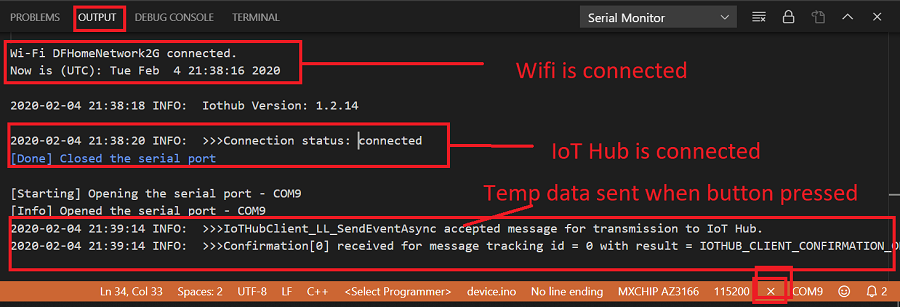 PROBLEMS OUTPUT DEBUG CONSOLE TERMINAL Serial Monitor
Wi-Fi DFHomeNetwork2G connected.
Now is (UTC): Tue Feb  4 21:38:16 2020
Wifi is connected
2020-02-04 21:38:18 INFO:  Iothub Version: 1.2.14
2020-02-04 21:38:20 INFO:  >>>Connection status: connected
[Done] Closed the serial port
IoT Hub is connected
[Starting] Opening the serial port - COM9
[Info] Opened the serial port - COM9
Temp data sent when button pressed
2020-02-04 21:39:14 INFO:  >>>IoTHubClient_LL_SendEventAsync accepted message for transmission to IoT Hub.
2020-02-04 21:39:14 INFO:  >>>Confirmation[0] received for message tracking id = 0 with result = IOTHUB_CLIENT_CONFIRMATION_O
Ln 34, Col 33 Spaces: 2 UTF-8 LF C++ <Select Programmer> device.ino No line ending MXCHIP AZ3166 115200 COM9 2